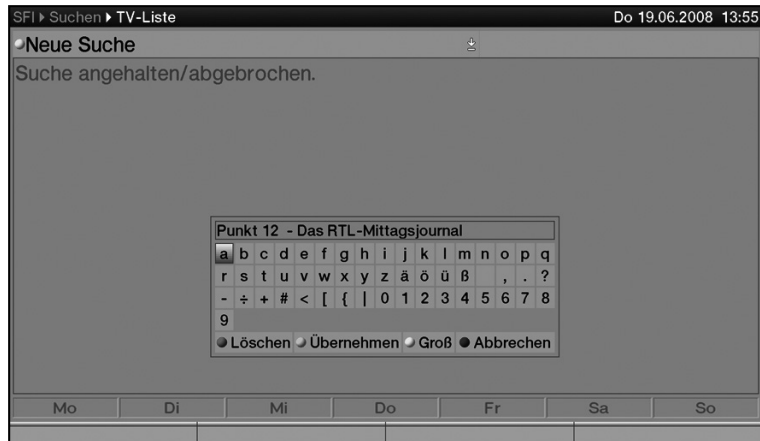 SFI ▸ Suchen ▸ TV-Liste Do 19.06.2008 13:55
Neue Suche
Suche angehalten/abgebrochen.
Punkt 12 - Das RTL-Mittagsjournal
a b c d e f g h i j k l m n o p q
r s t u v w x y z ä ö ü ß , . ?
- ÷ + # < [ { | 0 1 2 3 4 5 6 7 8
9
Löschen Übernehmen Groß Abbrechen
Mo Di Mi Do Fr Sa So